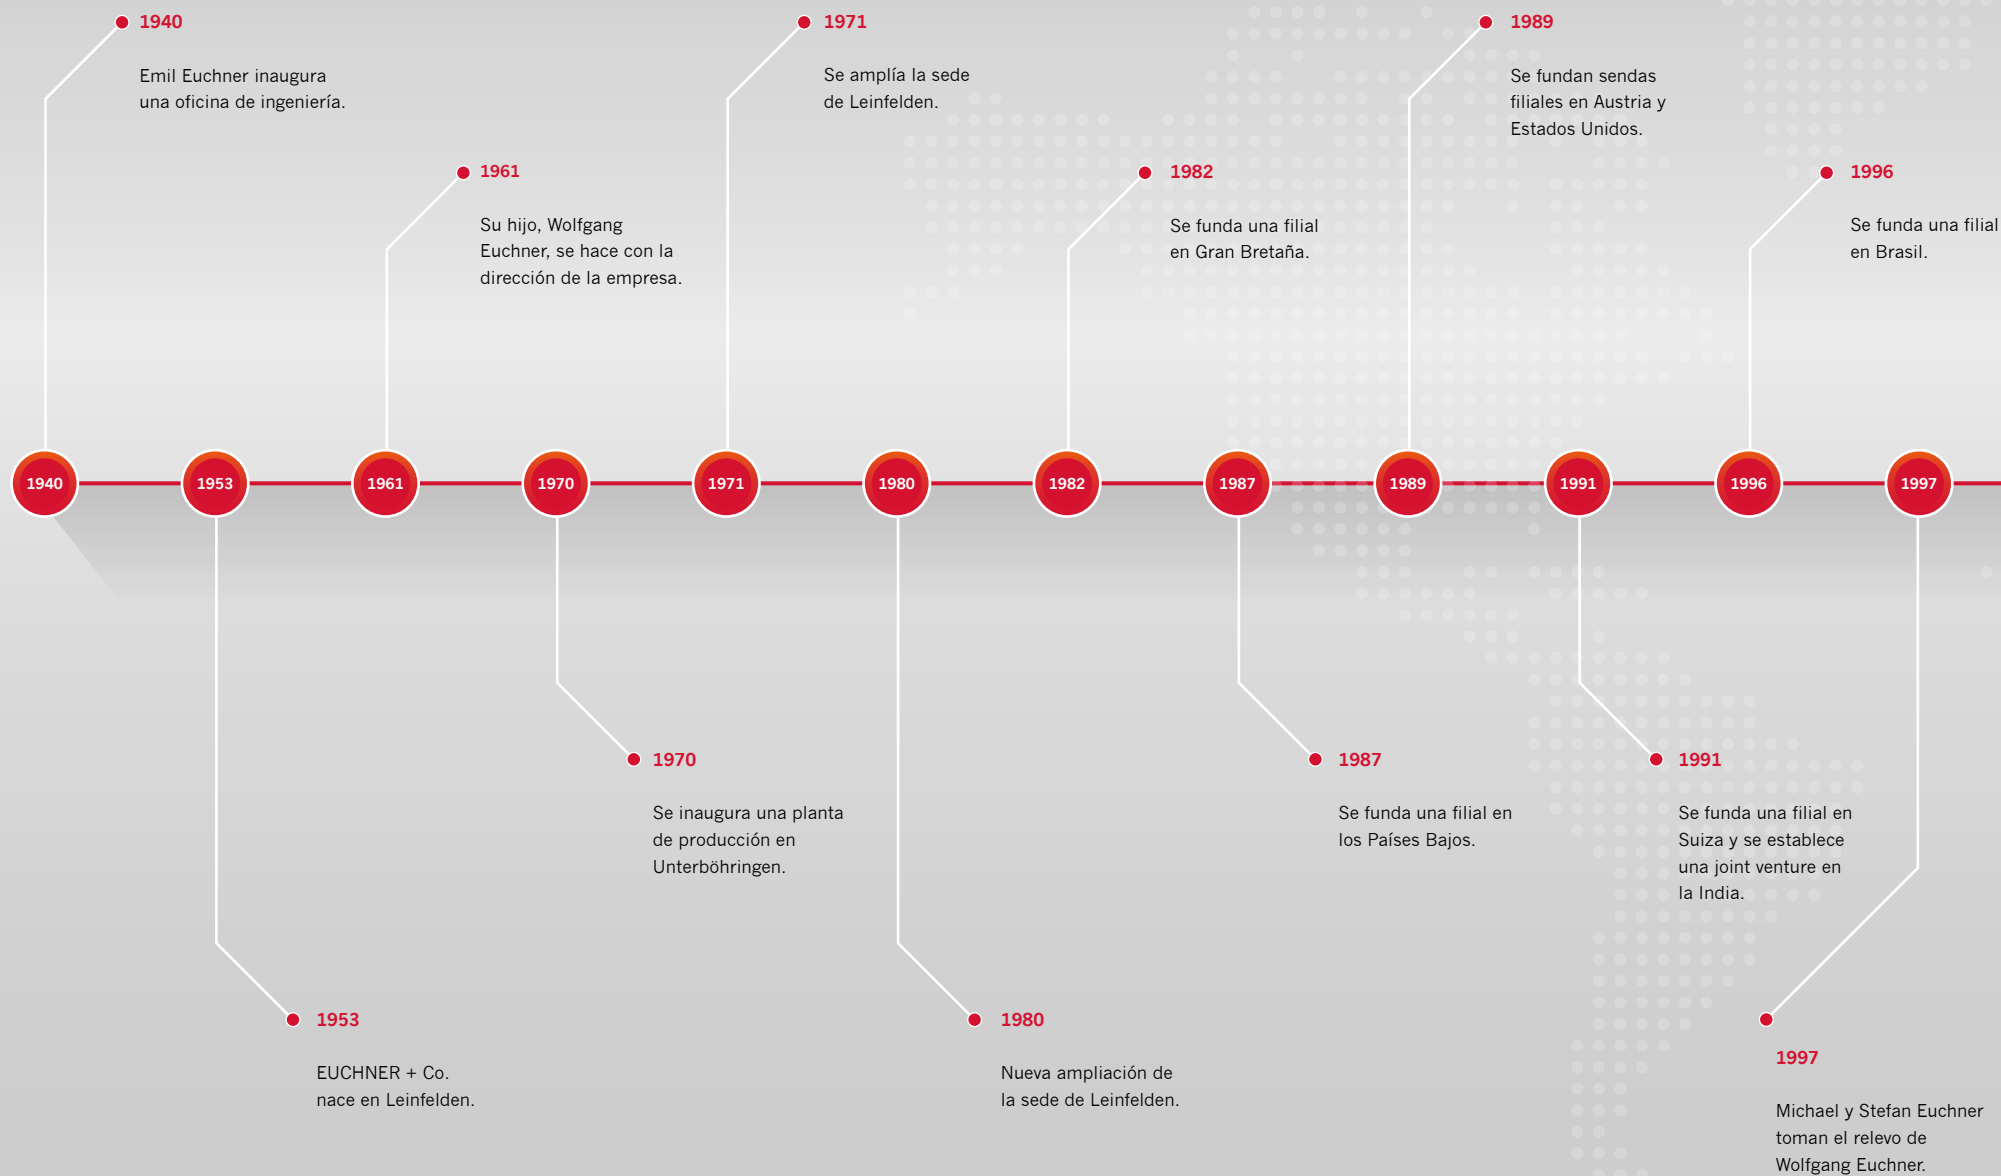 1940
Emil Euchner inaugura
una oficina de ingeniería.
1971
Se amplía la sede
de Leinfelden.
1989
Se fundan sendas
filiales en Austria y
Estados Unidos.
1961
Su hijo, Wolfgang
Euchner, se hace con la
dirección de la empresa.
1982
Se funda una filial
en Gran Bretaña.
1996
Se funda una filial
en Brasil.
1940 1953 1961 1970 1971 1980 1982 1987 1989 1991 1996 1997
1970
Se inaugura una planta
de producción en
Unterböhringen.
1987
Se funda una filial en
los Países Bajos.
1991
Se funda una filial en
Suiza y se establece
una joint venture en
la India.
1953
EUCHNER + Co.
nace en Leinfelden.
1980
Nueva ampliación de
la sede de Leinfelden.
1997
Michael y Stefan Euchner
toman el relevo de
Wolfgang Euchner.